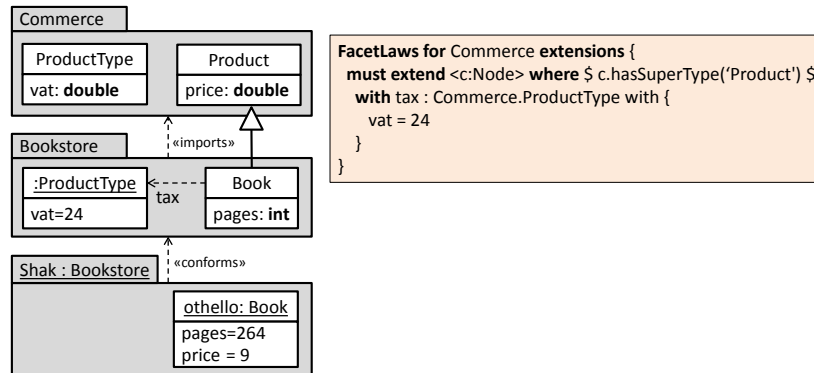 Commerce
ProductType
vat: double
Product
price: double
«imports»
Bookstore
:ProductType
vat=24
tax
Book
pages: int
«conforms»
Shak : Bookstore
othello: Book
pages=264
price = 9
FacetLaws for Commerce extensions {
must extend <c:Node> where $ c.hasSuperType(‘Product') $
with tax : Commerce.ProductType with {
vat = 24
}
}